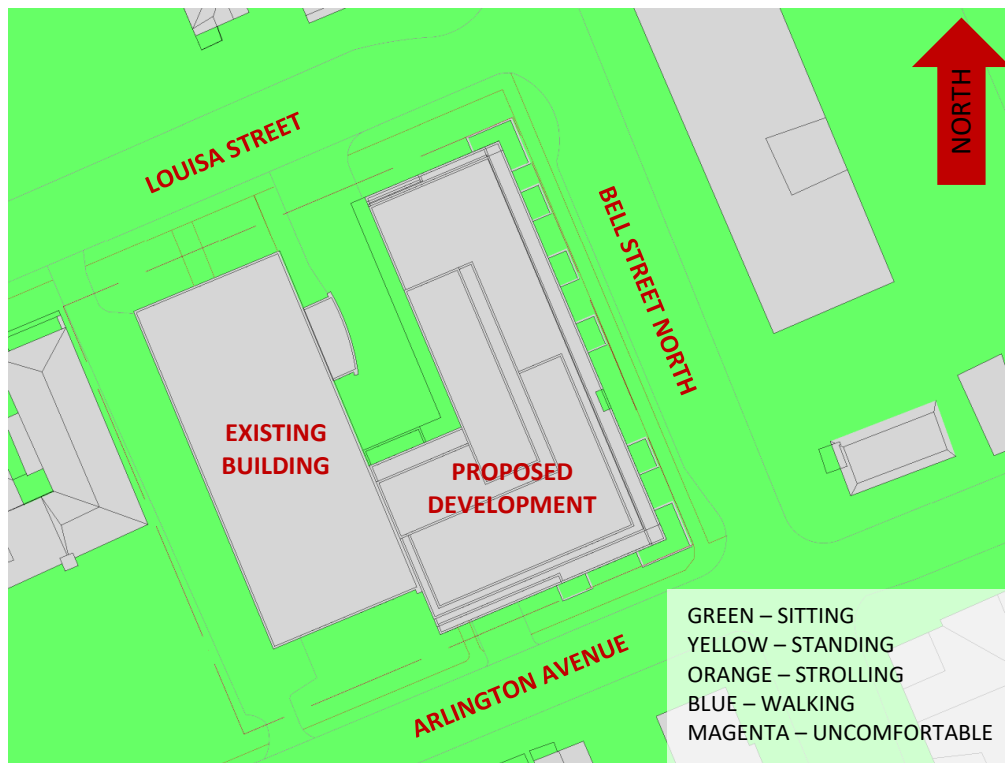 NORTH
LOUISA STREET
BELL STREET NORTH
EXISTING
BUILDING
PROPOSED
DEVELOPMENT
ARLINGTON AVENUE
GREEN – SITTING
YELLOW – STANDING
ORANGE – STROLLING
BLUE – WALKING
MAGENTA – UNCOMFORTABLE